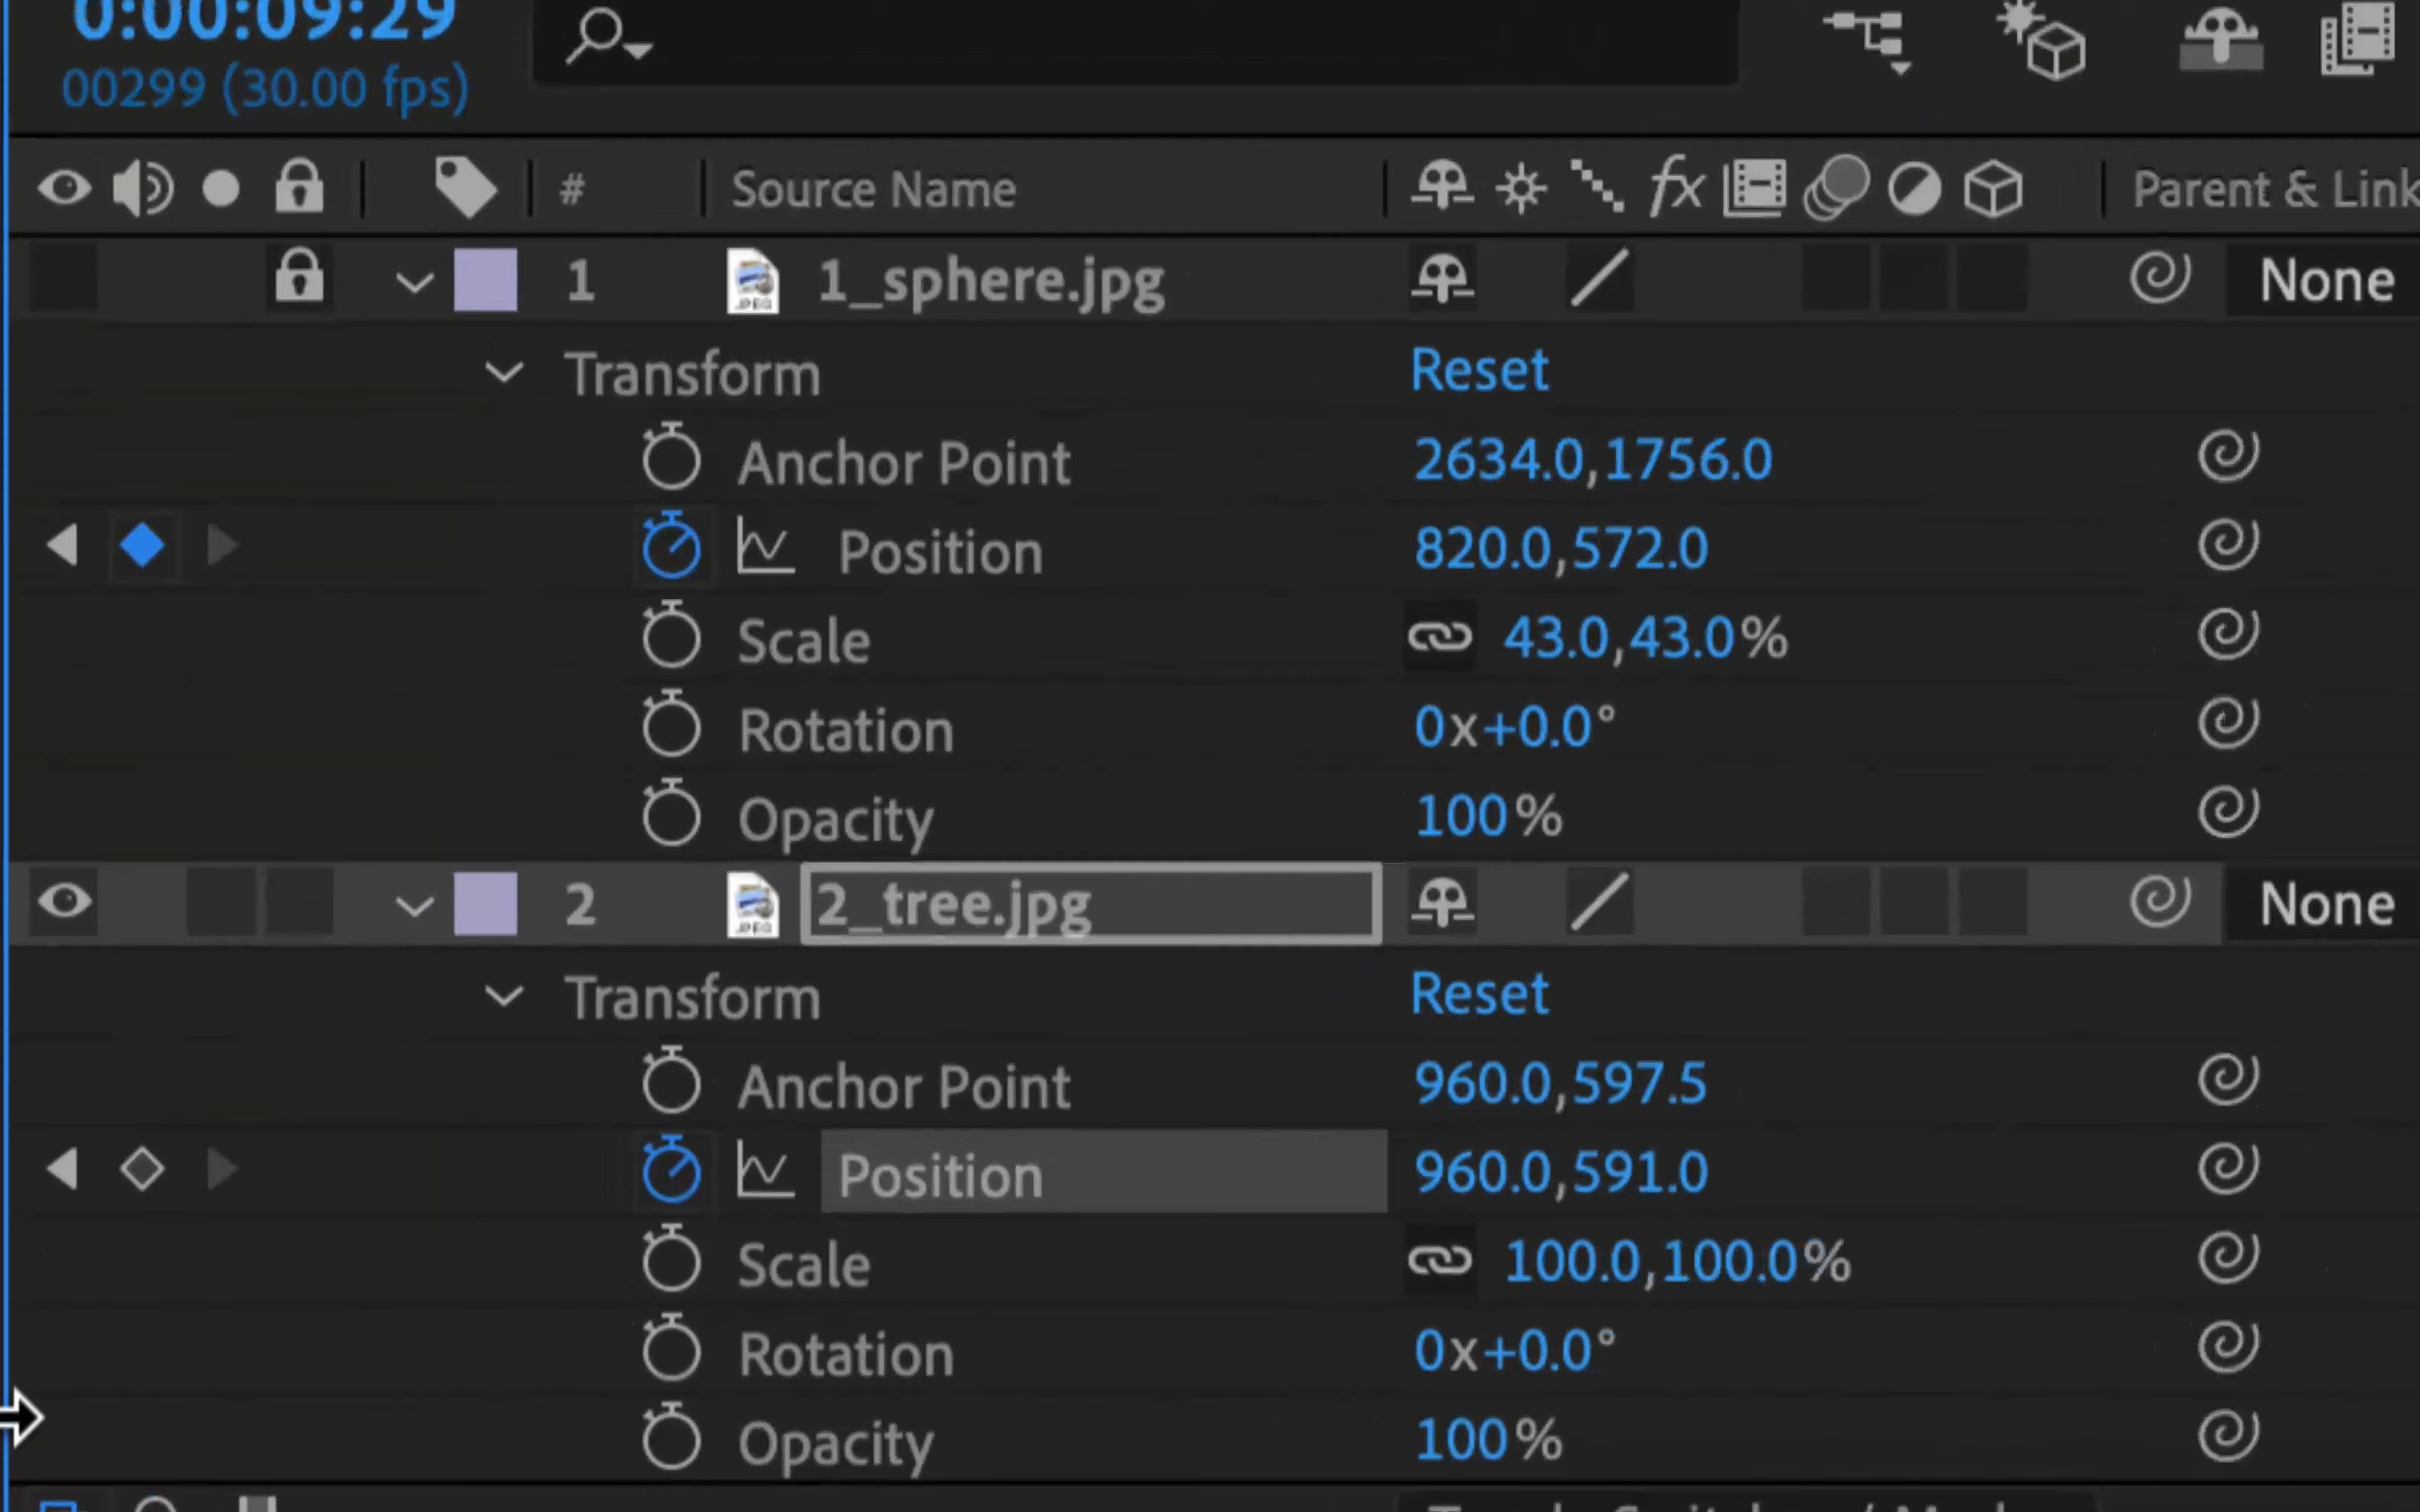 0:00:09:29
00299 (30.00 fps)
# Source Name fx Parent & Link
1 1_sphere.jpg None
Transform Reset
Anchor Point 2634.0,1756.0
Position 820.0,572.0
Scale 43.0,43.0%
Rotation 0x+0.0°
Opacity 100%
2 2_tree.jpg None
Transform Reset
Anchor Point 960.0,597.5
Position 960.0,591.0
Scale 100.0,100.0%
Rotation 0x+0.0°
Opacity 100%